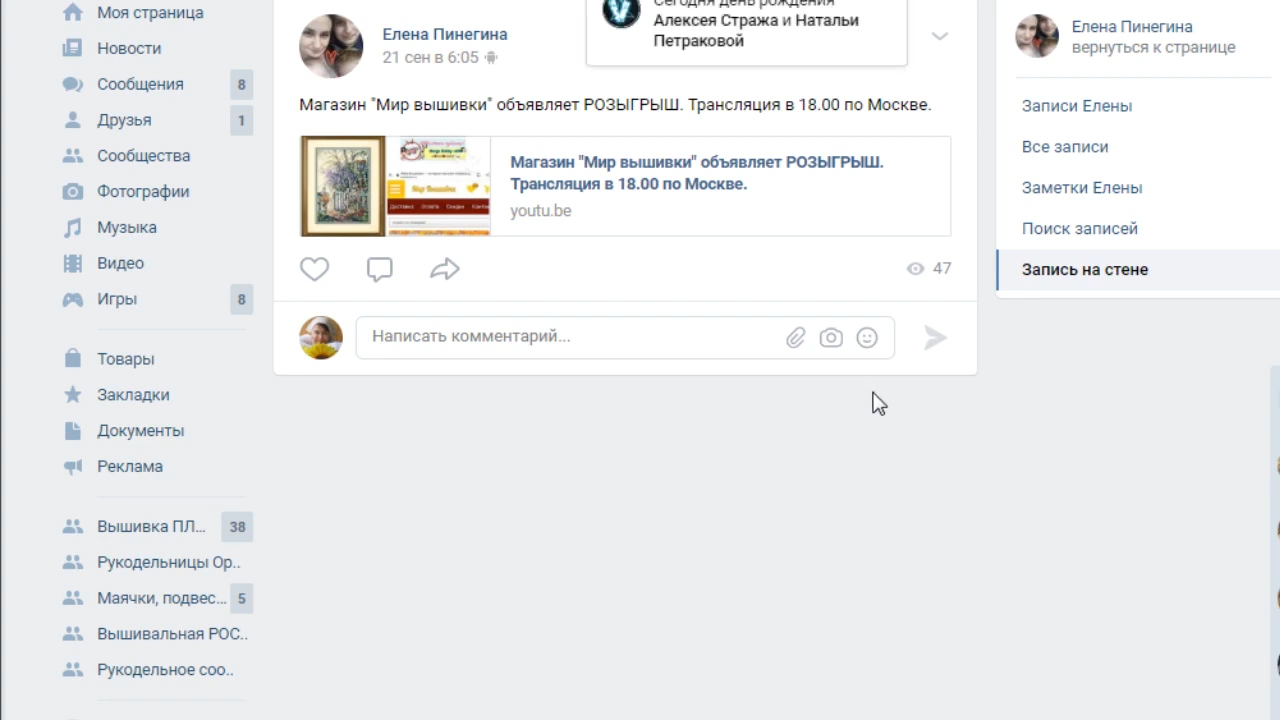 Моя страница
Новости
Сообщения 8
Друзья 1
Сообщества
Фотографии
Музыка
Видео
Игры 8
Товары
Закладки
Документы
Реклама
Вышивка ПЛ... 38
Рукодельницы Ор..
Маячки, подвес... 5
Вышивальная РОС..
Рукодельное соо..
Елена Пинегина
21 сен в 6:05
Сегодня день рождения
Алексея Стража и Натальи
Петраковой
Магазин "Мир вышивки" объявляет РОЗЫГРЫШ. Трансляция в 18.00 по Москве.
Мир Вышивки
Доставка Оплата Скидки
Магазин "Мир вышивки" объявляет РОЗЫГРЫШ.
Трансляция в 18.00 по Москве.
youtu.be
47
Написать комментарий...
Елена Пинегина
вернуться к странице
Записи Елены
Все записи
Заметки Елены
Поиск записей
Запись на стене